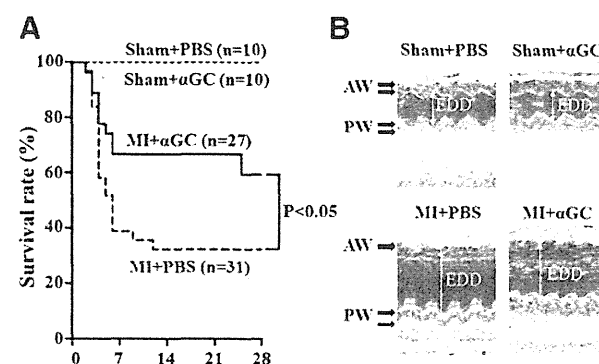 A
Survival rate (%)
100
80
60
40
20
0
0 7 14 21 28
Sham+PBS (n=10)
Sham+αGC (n=10)
MI+αGC (n=27)
P<0.05
MI+PBS (n=31)
B
Sham+PBS Sham+αGC
AW
EDD EDD
PW
MI+PBS MI+αGC
AW
EDD EDD
PW